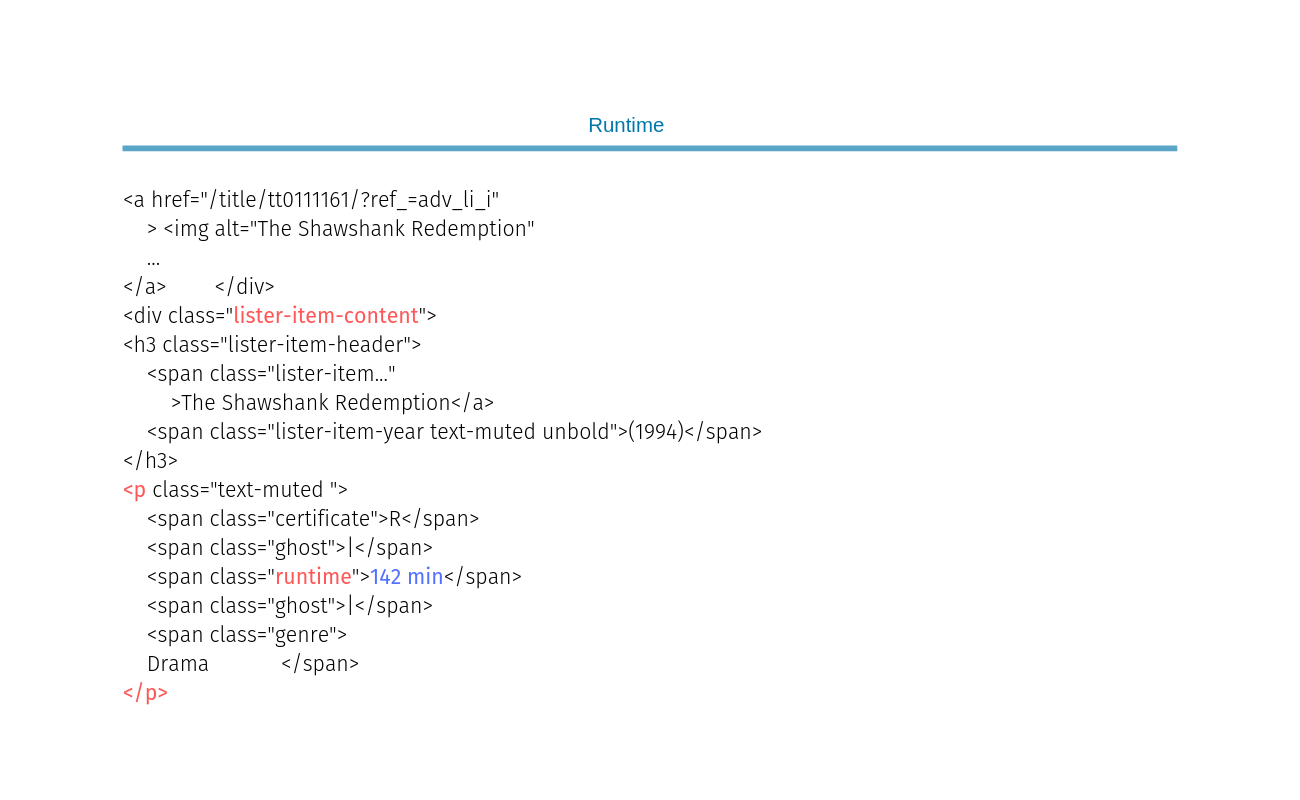 Runtime
<a href="/title/tt0111161/?ref_=adv_li_i"
> <img alt="The Shawshank Redemption"
...
</a> </div>
<div class="lister-item-content">
<h3 class="lister-item-header">
<span class="lister-item..."
>The Shawshank Redemption</a>
<span class="lister-item-year text-muted unbold">(1994)</span>
</h3>
<p class="text-muted ">
<span class="certificate">R</span>
<span class="ghost">|</span>
<span class="runtime">142 min</span>
<span class="ghost">|</span>
<span class="genre">
Drama </span>
</p>